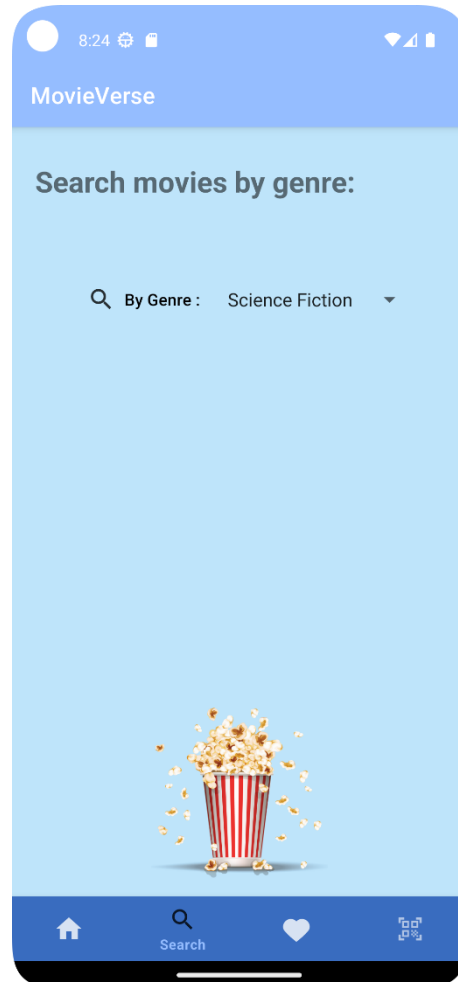 8:24
MovieVerse
Search movies by genre:
By Genre : Science Fiction
Search